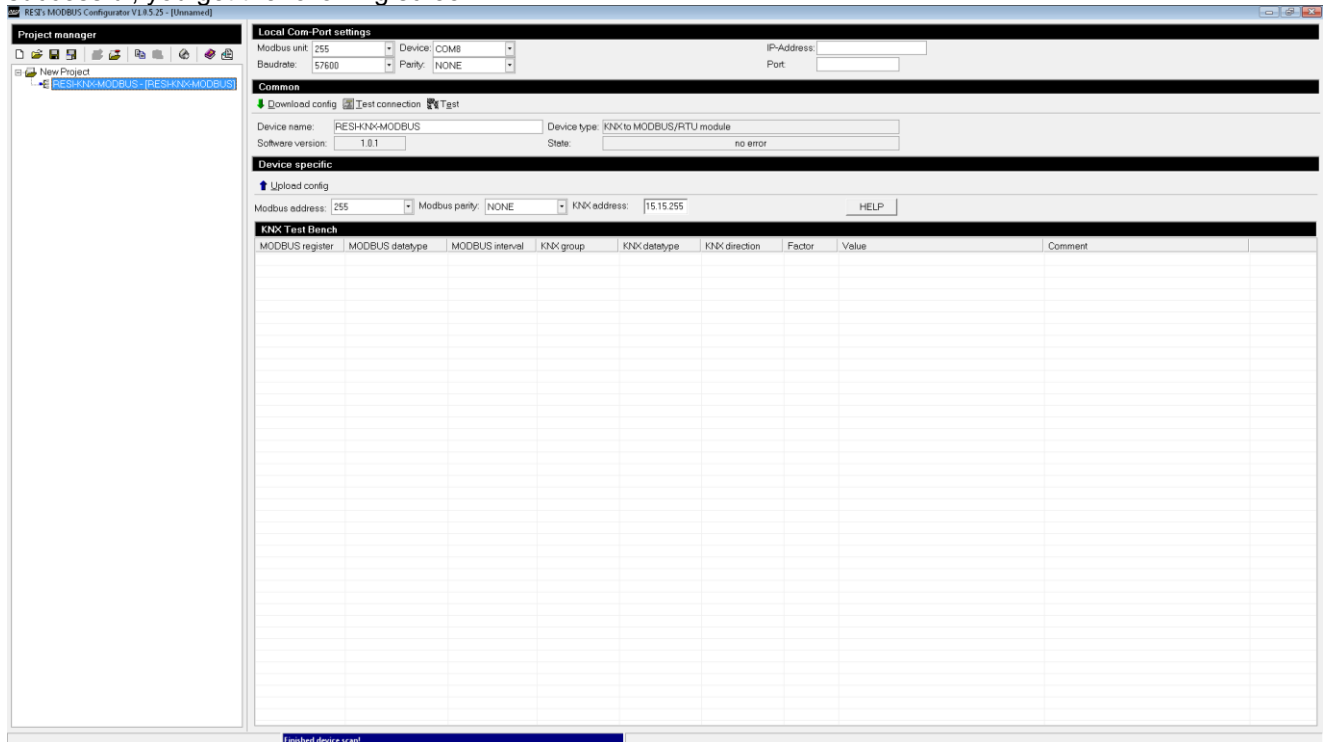 RESI's MODBUS Configurator V1.0.5.25 - [Unnamed]
Project manager
New Project
RESI-KNX-MODBUS - [RESI-KNX-MODBUS]
Local Com-Port settings
Modbus unit: 255 Device: COM8 IP-Address:
Baudrate: 57600 Parity: NONE Port:
Common
Download config Test connection Test
Device name: RESI-KNX-MODBUS Device type: KNX to MODBUS/RTU module
Software version: 1.0.1 State: no error
Device specific
Upload config
Modbus address: 255 Modbus parity: NONE KNX address: 15.15.255 HELP
KNX Test Bench
MODBUS register MODBUS datatype MODBUS interval KNX group KNX datatype KNX direction Factor Value Comment
Finished device scan!